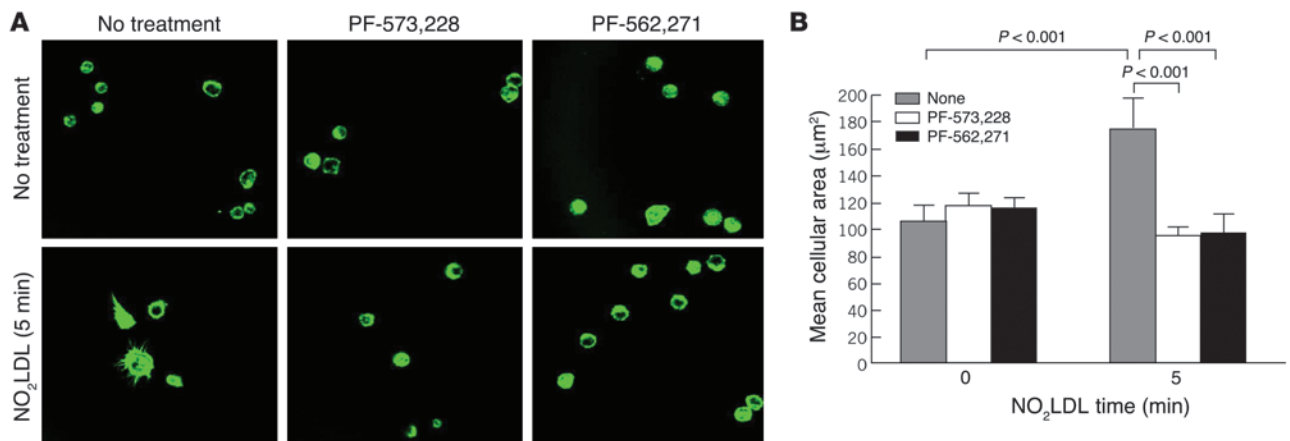 A
No treatment PF-573,228 PF-562,271
No treatment
NO₂LDL (5 min)
B
P < 0.001 P < 0.001
P < 0.001
None
PF-573,228
PF-562,271
Mean cellular area (μm²)
200
180
160
140
120
100
80
60
40
20
0
0 5
NO₂LDL time (min)